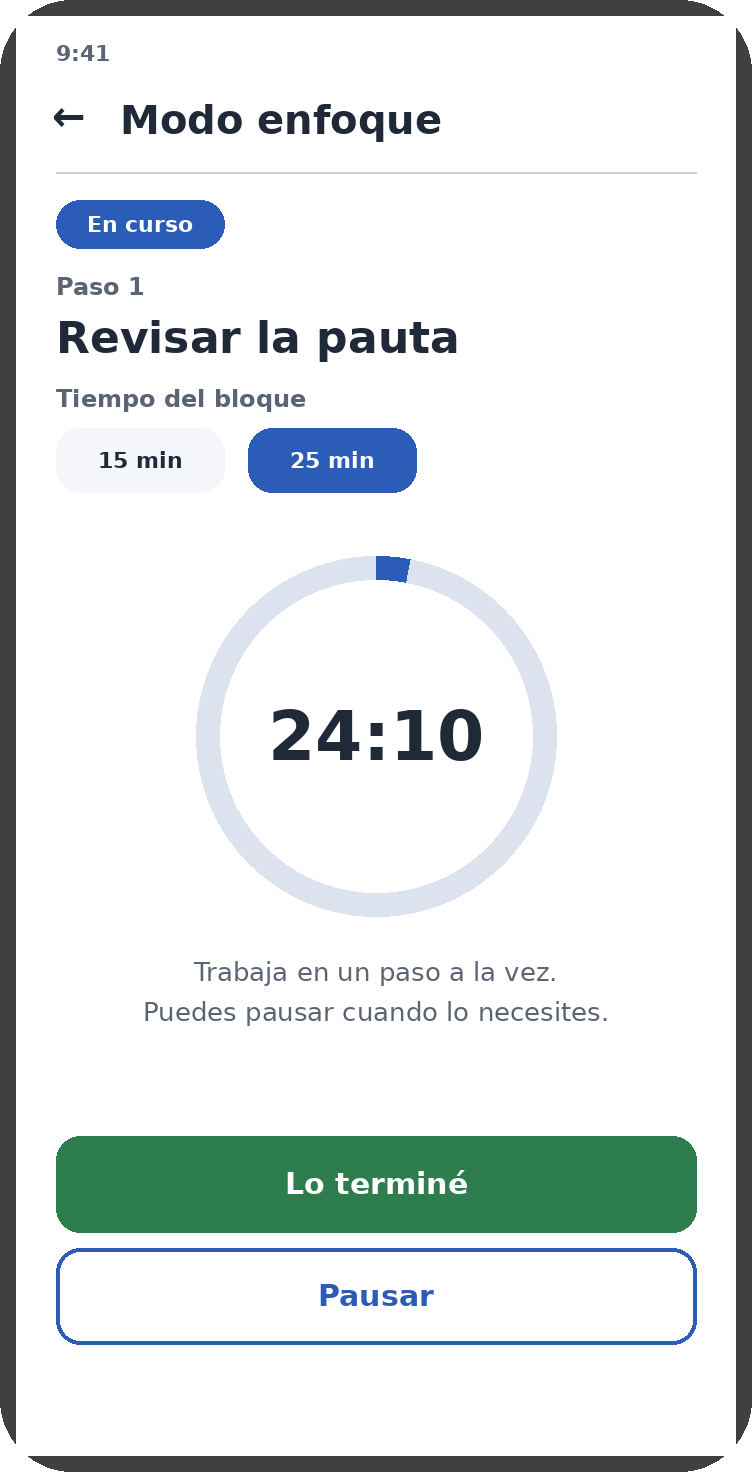 9:41
← Modo enfoque
En curso
Paso 1
Revisar la pauta
Tiempo del bloque
15 min 25 min
24:10
Trabaja en un paso a la vez.
Puedes pausar cuando lo necesites.
Lo terminé
Pausar